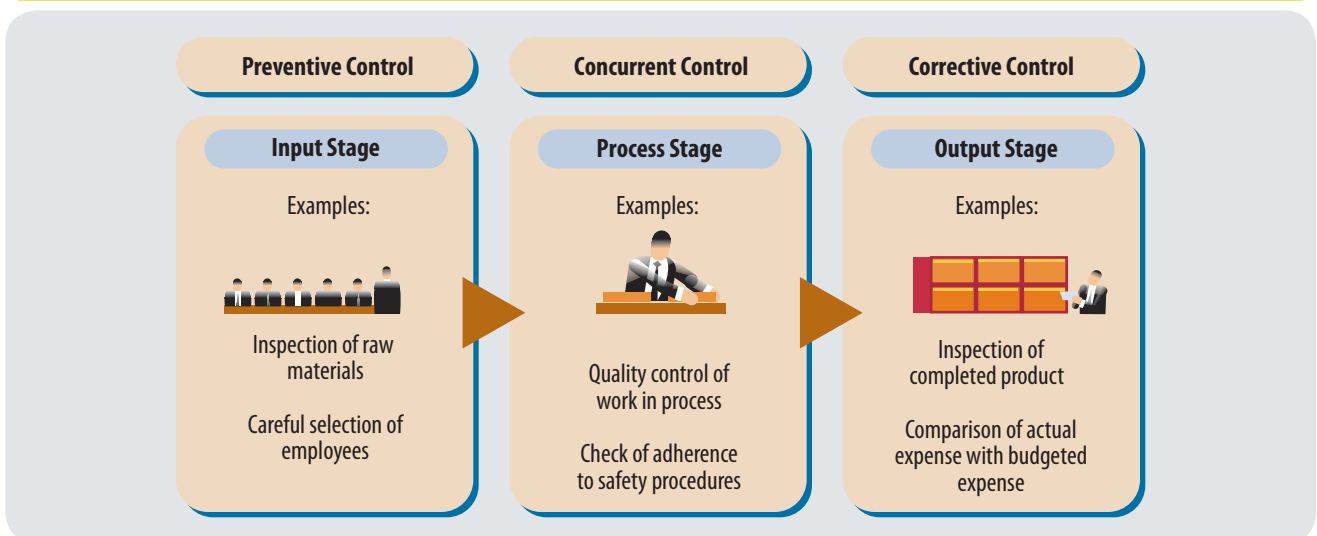 Preventive Control
Concurrent Control
Corrective Control
Input Stage
Examples:
Inspection of raw
materials
Careful selection of
employees
Process Stage
Examples:
Quality control of
work in process
Check of adherence
to safety procedures
Output Stage
Examples:
Inspection of
completed product
Comparison of actual
expense with budgeted
expense